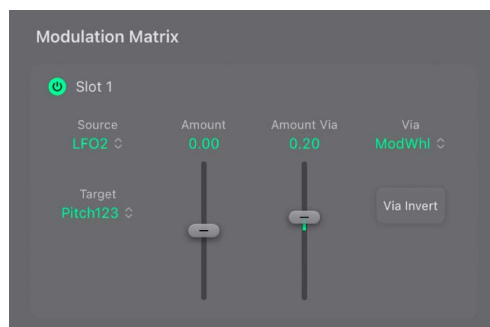 Modulation Matrix
Slot 1
Source Amount Amount Via Via
LFO2 0.00 0.20 ModWhl
Target
Pitch123
Via Invert